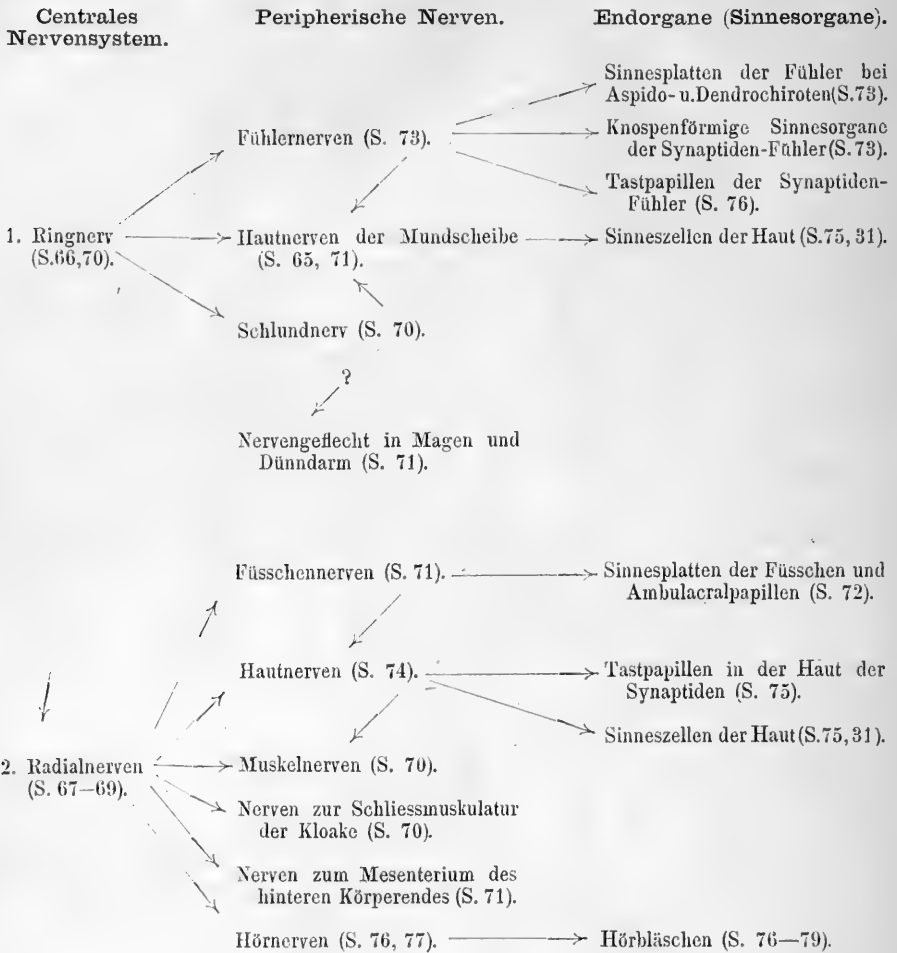 Centrales Nervensystem.
Peripherische Nerven.
Endorgane (Sinnesorgane).
Sinnesplatten der Fühler bei
Aspido- u. Dendrochiroten (S. 73).
Fühlernerven (S. 73).
Knospenförmige Sinnesorgane
der Synaptiden-Fühler (S. 73).
Tastpapillen der Synaptiden-
Fühler (S. 76).
1. Ringnerv
(S. 66, 70).
Hautnerven der Mundscheibe
(S. 65, 71).
Sinneszellen der Haut (S. 75, 31).
Schlundnerv (S. 70).
?
Nervengeflecht in Magen und
Dünndarm (S. 71).
Füsschennerven (S. 71).
Sinnesplatten der Füsschen und
Ambulacralpapillen (S. 72).
Hautnerven (S. 74).
Tastpapillen in der Haut der
Synaptiden (S. 75).
Sinneszellen der Haut (S. 75, 31).
2. Radialnerven
(S. 67—69).
Muskelnerven (S. 70).
Nerven zur Schliessmuskulatur
der Kloake (S. 70).
Nerven zum Mesenterium des
hinteren Körperendes (S. 71).
Hörnerven (S. 76, 77).
Hörbläschen (S. 76—79).